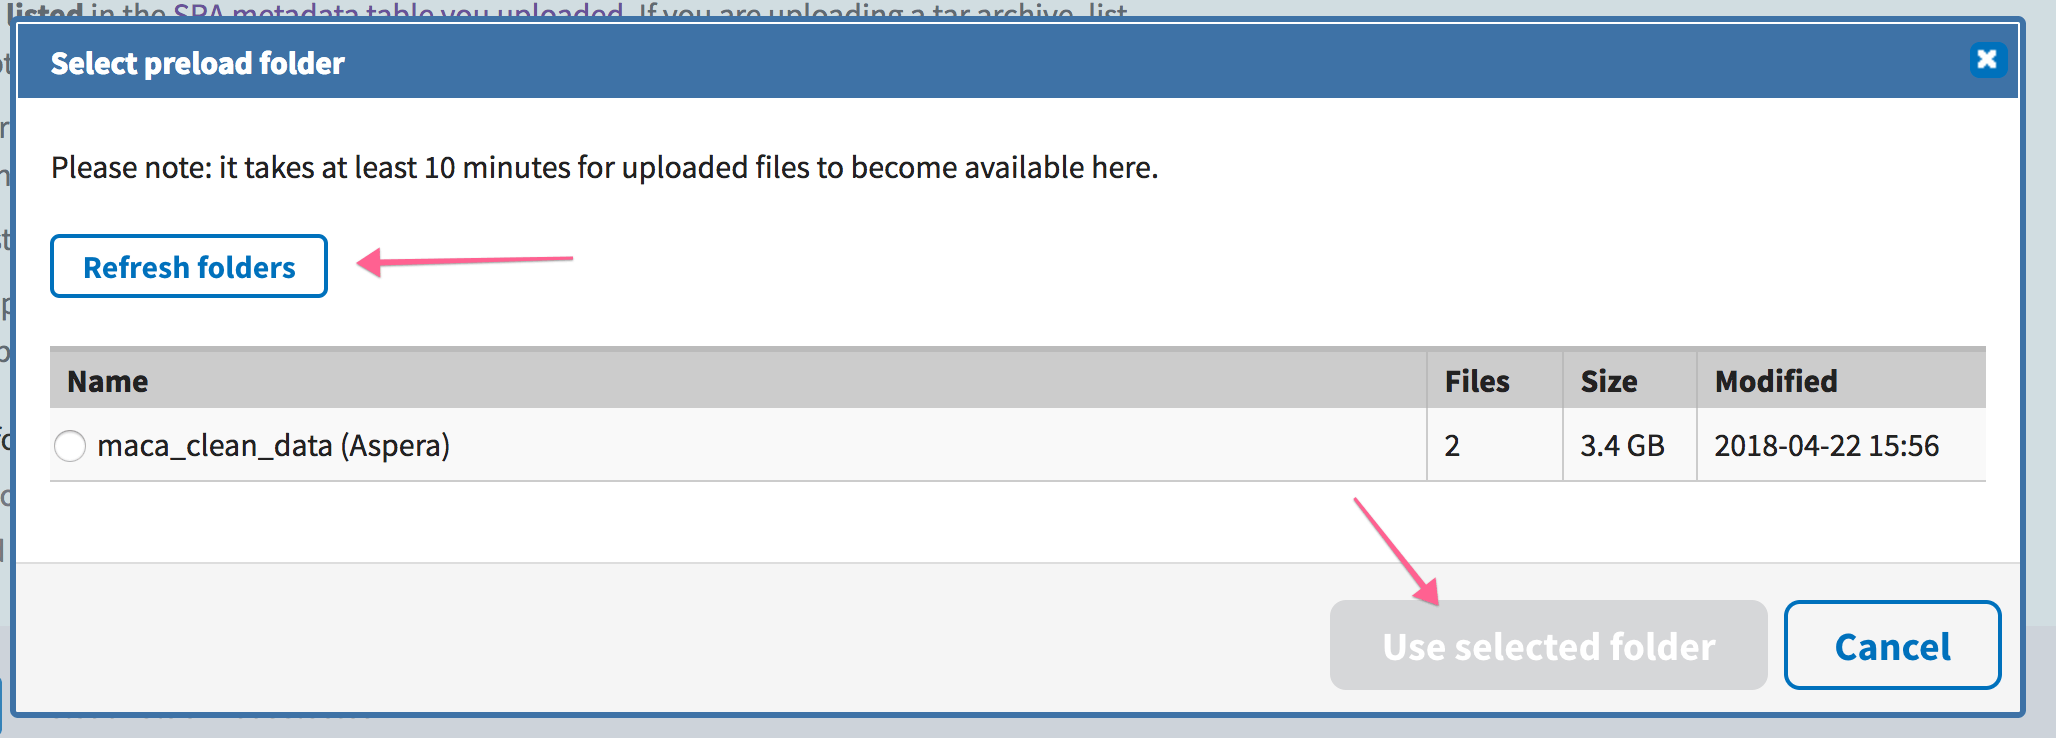 listed in the SRA metadata table you uploaded. If you are uploading a tar archive, list
Select preload folder
Please note: it takes at least 10 minutes for uploaded files to become available here.
Refresh folders
Name Files Size Modified
maca_clean_data (Aspera) 2 3.4 GB 2018-04-22 15:56
Use selected folder Cancel